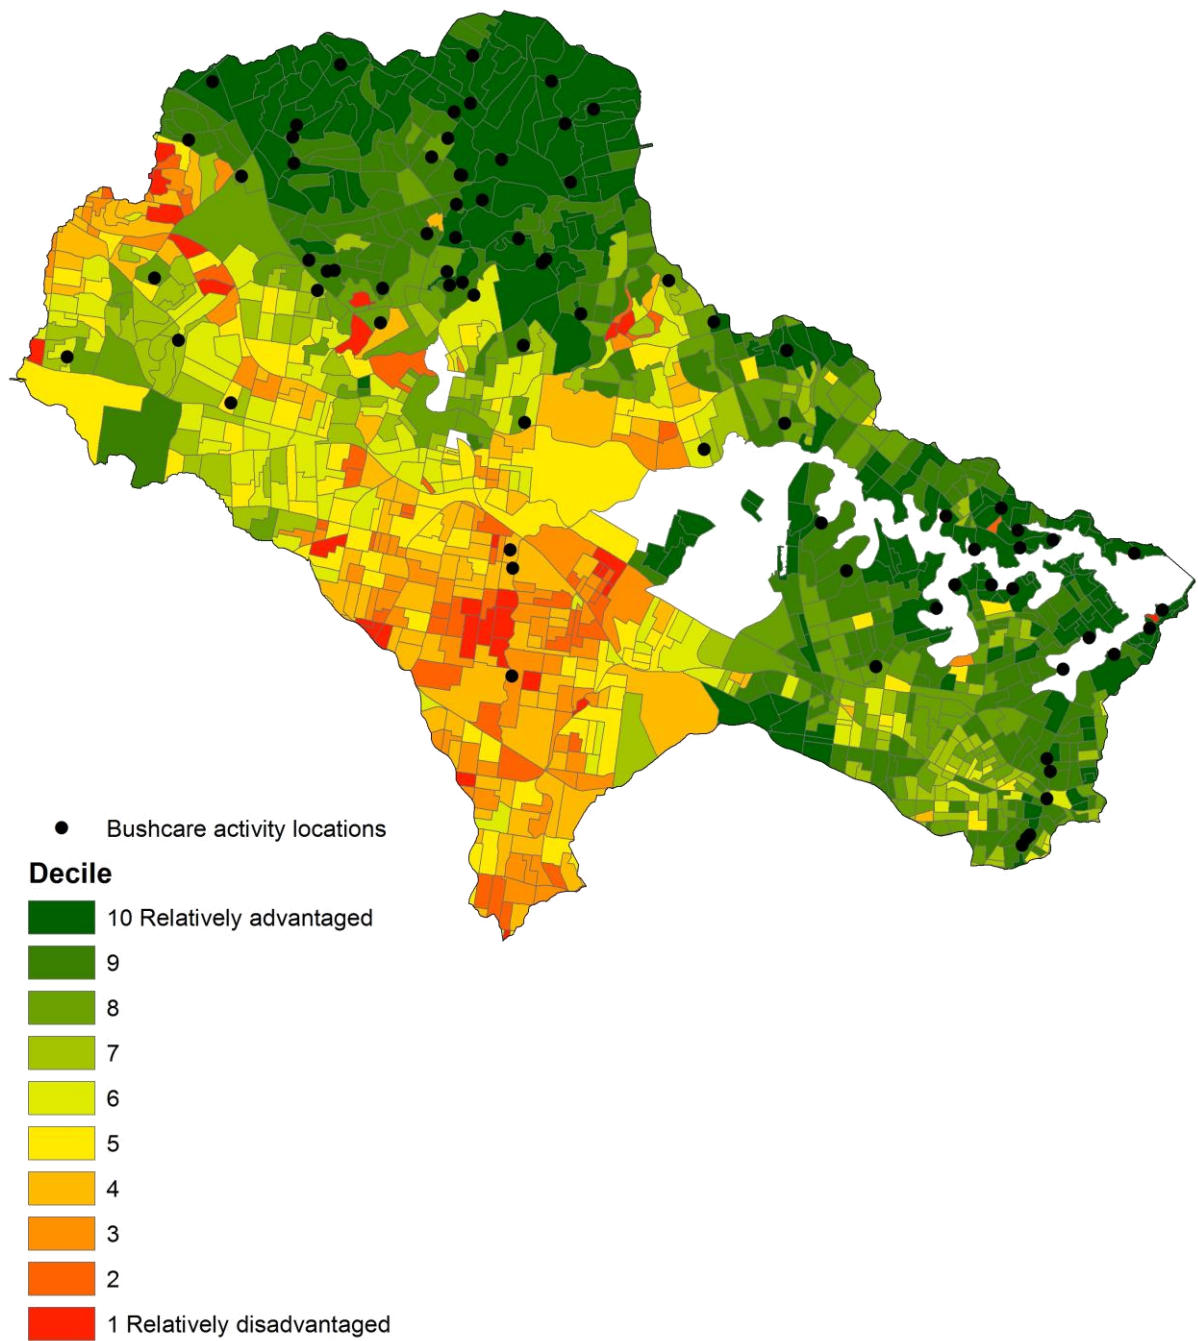 Bushcare activity locations
Decile
10 Relatively advantaged
9
8
7
6
5
4
3
2
1 Relatively disadvantaged